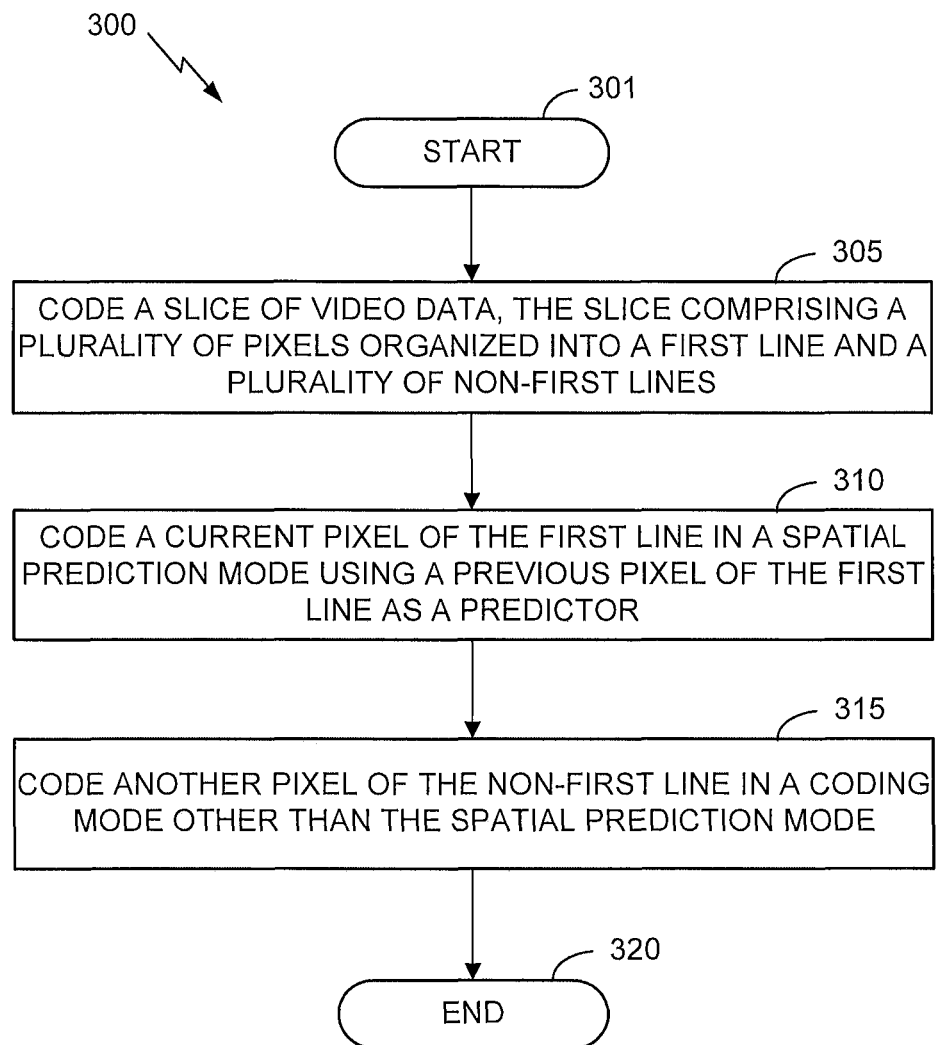 300
301
START
305
CODE A SLICE OF VIDEO DATA, THE SLICE COMPRISING A
PLURALITY OF PIXELS ORGANIZED INTO A FIRST LINE AND A
PLURALITY OF NON-FIRST LINES
310
CODE A CURRENT PIXEL OF THE FIRST LINE IN A SPATIAL
PREDICTION MODE USING A PREVIOUS PIXEL OF THE FIRST
LINE AS A PREDICTOR
315
CODE ANOTHER PIXEL OF THE NON-FIRST LINE IN A CODING
MODE OTHER THAN THE SPATIAL PREDICTION MODE
320
END